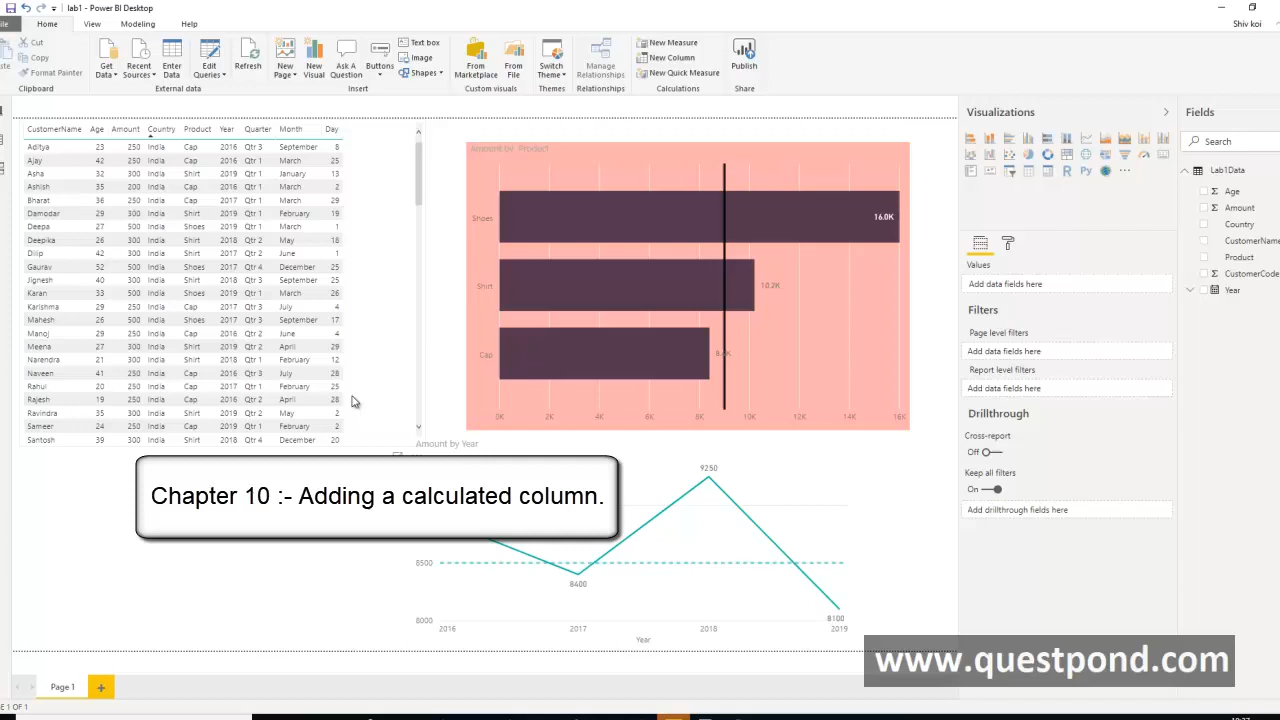 lab1 - Power BI Desktop
File Home View Modeling Help Shiv koi
Cut
Copy
Format Painter
Clipboard
Get Data
Recent Sources
Enter Data
Edit Queries
Refresh
External data
New Page
New Visual
Ask A Question
Buttons
Text box
Image
Shapes
Insert
From Marketplace
From File
Custom visuals
Switch Theme
Themes
Manage Relationships
Relationships
New Measure
New Column
New Quick Measure
Calculations
Publish
Share
CustomerName Age Amount Country Product Year Quarter Month Day
Aditya 23 250 India Cap 2016 Qtr 3 September 8
Ajay 42 250 India Cap 2016 Qtr 1 March 25
Asha 32 300 India Shirt 2019 Qtr 1 January 13
Ashish 35 200 India Cap 2016 Qtr 1 March 2
Bharat 36 250 India Cap 2017 Qtr 1 March 29
Damodar 29 300 India Shirt 2019 Qtr 1 February 19
Deepa 27 500 India Shoes 2019 Qtr 1 March 1
Deepika 26 300 India Shirt 2018 Qtr 2 May 18
Dilip 42 300 India Shirt 2017 Qtr 2 June 1
Gaurav 52 500 India Shoes 2017 Qtr 4 December 25
Jignesh 40 300 India Shirt 2018 Qtr 3 September 25
Karan 33 500 India Shoes 2019 Qtr 1 March 26
Karishma 29 250 India Cap 2017 Qtr 3 July 4
Mahesh 26 500 India Shoes 2017 Qtr 3 September 17
Manoj 29 250 India Cap 2016 Qtr 2 June 4
Meena 27 300 India Shirt 2019 Qtr 2 April 29
Narendra 21 300 India Shirt 2018 Qtr 1 February 12
Naveen 41 250 India Cap 2016 Qtr 3 July 28
Rahul 20 250 India Cap 2017 Qtr 1 February 25
Rajesh 19 250 India Cap 2016 Qtr 2 April 28
Ravindra 35 300 India Shirt 2019 Qtr 2 May 2
Sameer 24 250 India Cap 2019 Qtr 1 February 2
Santosh 39 300 India Shirt 2018 Qtr 4 December 20
Amount by Product
Shoes 16.0K
Shirt 10.2K
Cap
0K 2K 4K 6K 8K 10K 12K 14K 16K
Amount by Year
9250
8500
8400
8100
8000
2016 2017 2018 2019
Year
Chapter 10 :- Adding a calculated column.
Visualizations
R Py
Values
Add data fields here
Filters
Page level filters
Add data fields here
Report level filters
Add data fields here
Drillthrough
Cross-report
Off
Keep all filters
On
Add drillthrough fields here
Fields
Search
Lab1Data
Age
Amount
Country
CustomerName
Product
CustomerCode
Year
www.questpond.com
Page 1
PAGE 1 OF 1